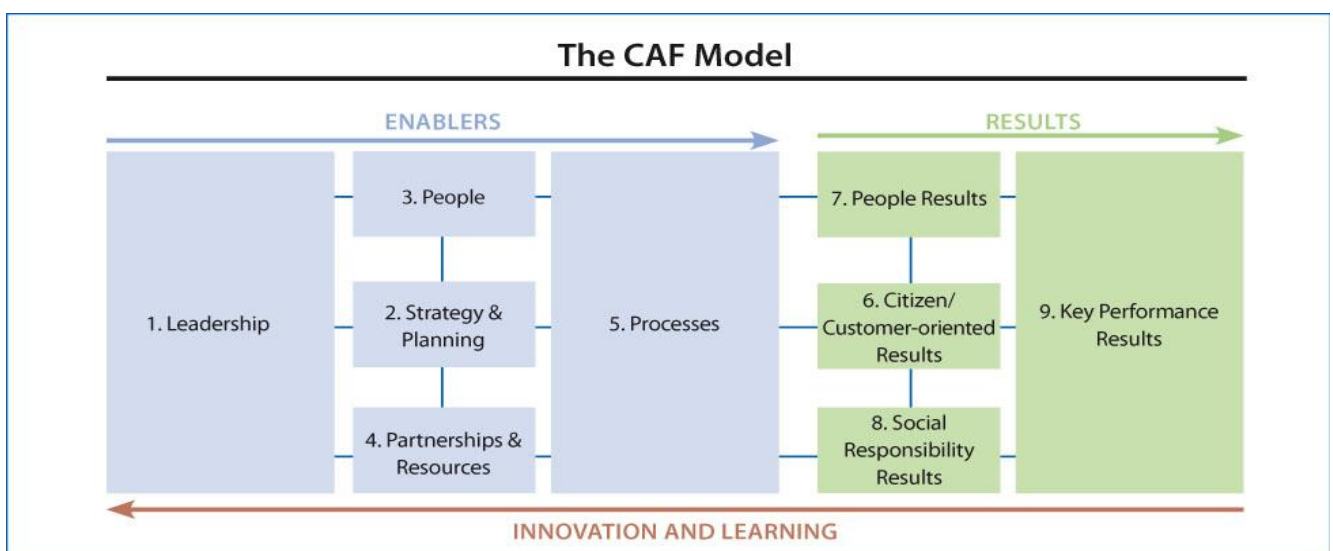 The CAF Model
ENABLERS
RESULTS
1. Leadership
3. People
2. Strategy &
Planning
4. Partnerships &
Resources
5. Processes
7. People Results
6. Citizen/
Customer-oriented
Results
8. Social
Responsibility
Results
9. Key Performance
Results
INNOVATION AND LEARNING